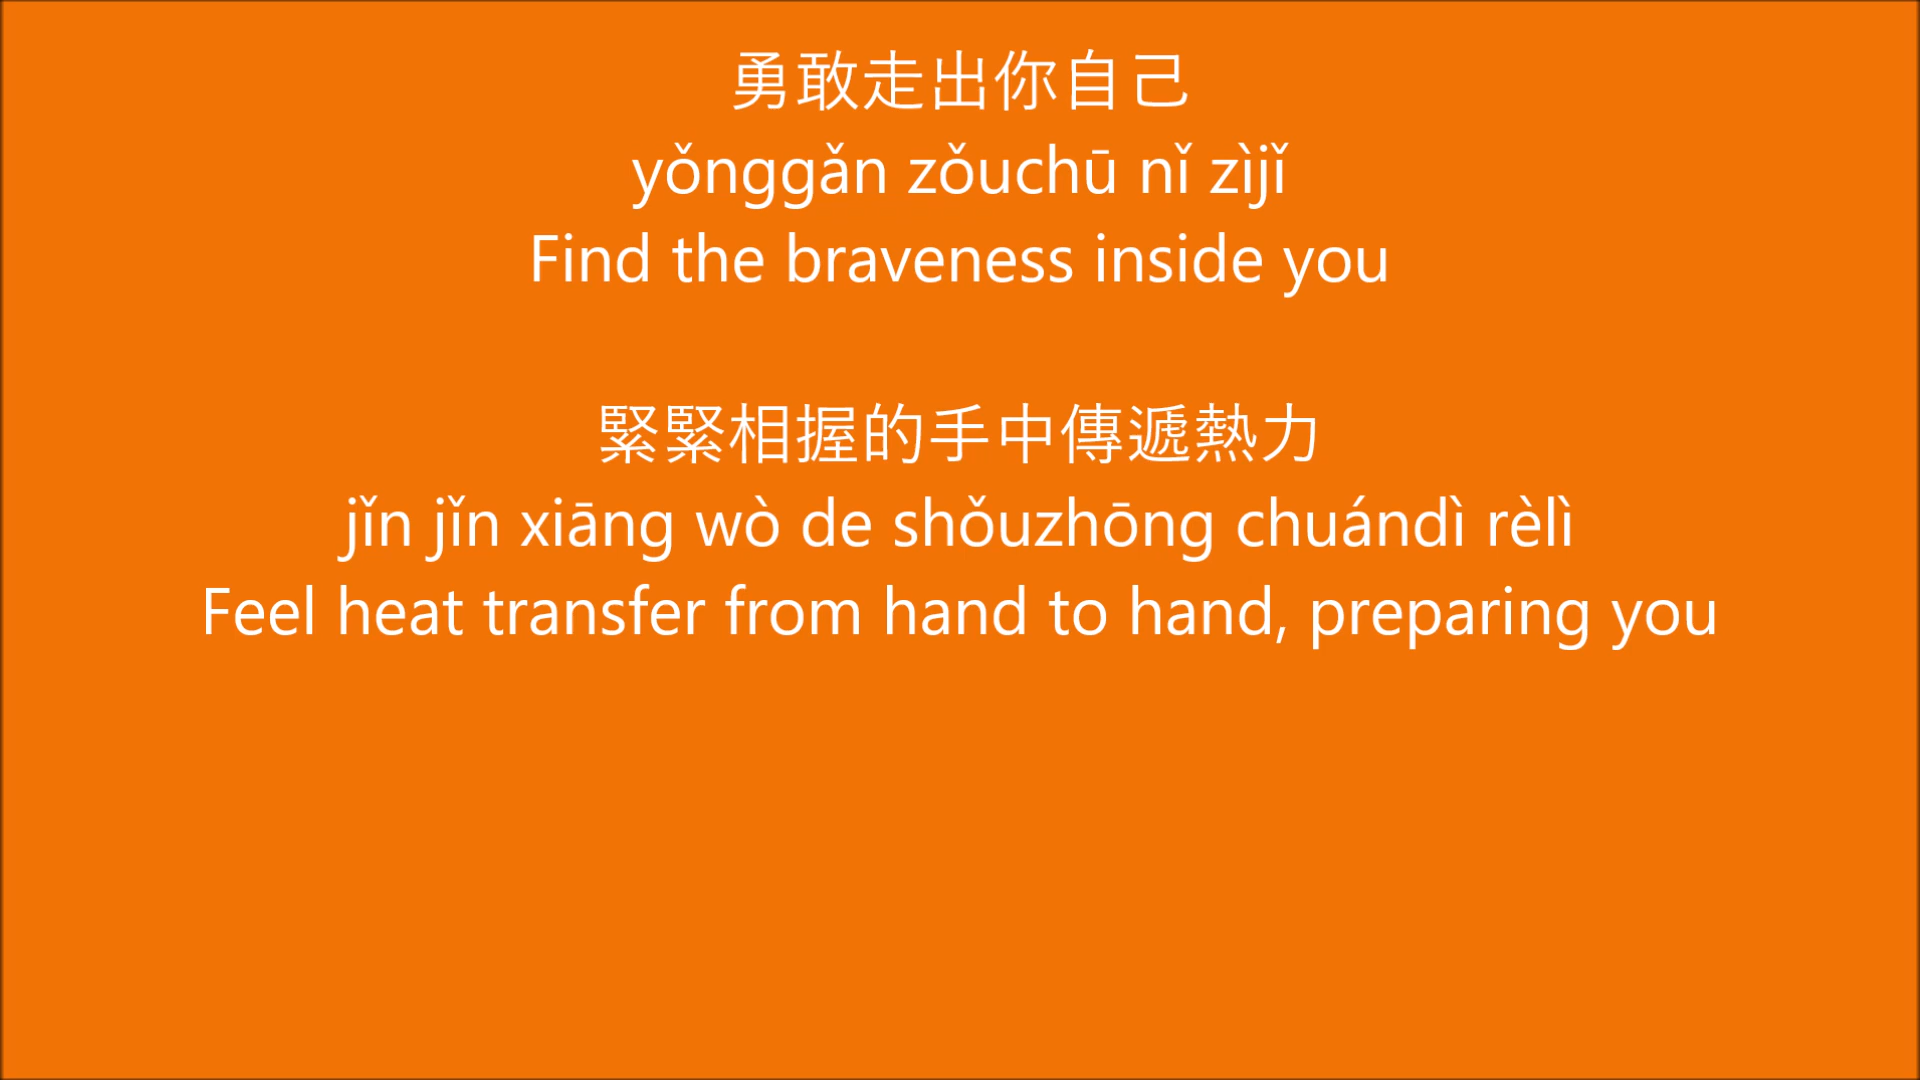 勇敢走出你自己
yǒnggǎn zǒuchū nǐ zìjǐ
Find the braveness inside you
緊緊相握的手中傳遞熱力
jǐn jǐn xiāng wò de shǒuzhōng chuándì rèlì
Feel heat transfer from hand to hand, preparing you